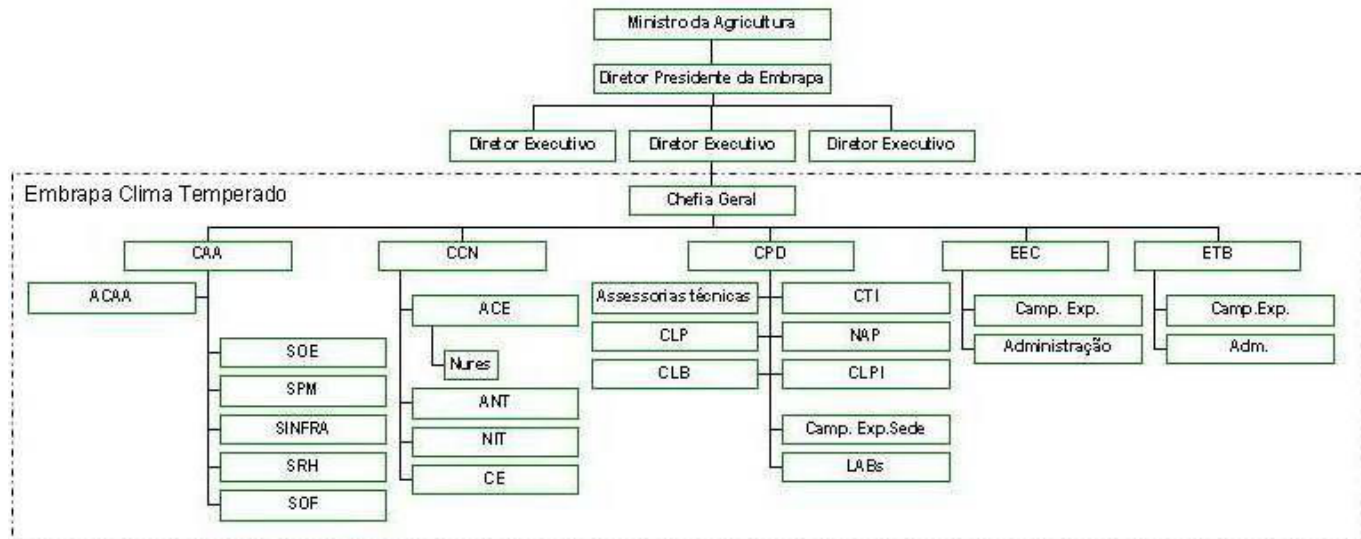 Ministro da Agricultura
Diretor Presidente da Embrapa
Diretor Executivo
Diretor Executivo
Diretor Executivo
Embrapa Clima Temperado
Chefia Geral
CAA
CCN
CPD
EEC
ETB
ACAA
SOE
SPM
SINFRA
SRH
SOF
ACE
Nures
ANT
NIT
CE
Assessorias técnicas
CTI
CLP
NAP
CLB
CLPI
Camp. Exp.Sede
LABs
Camp. Exp.
Administração
Camp.Exp.
Adm.